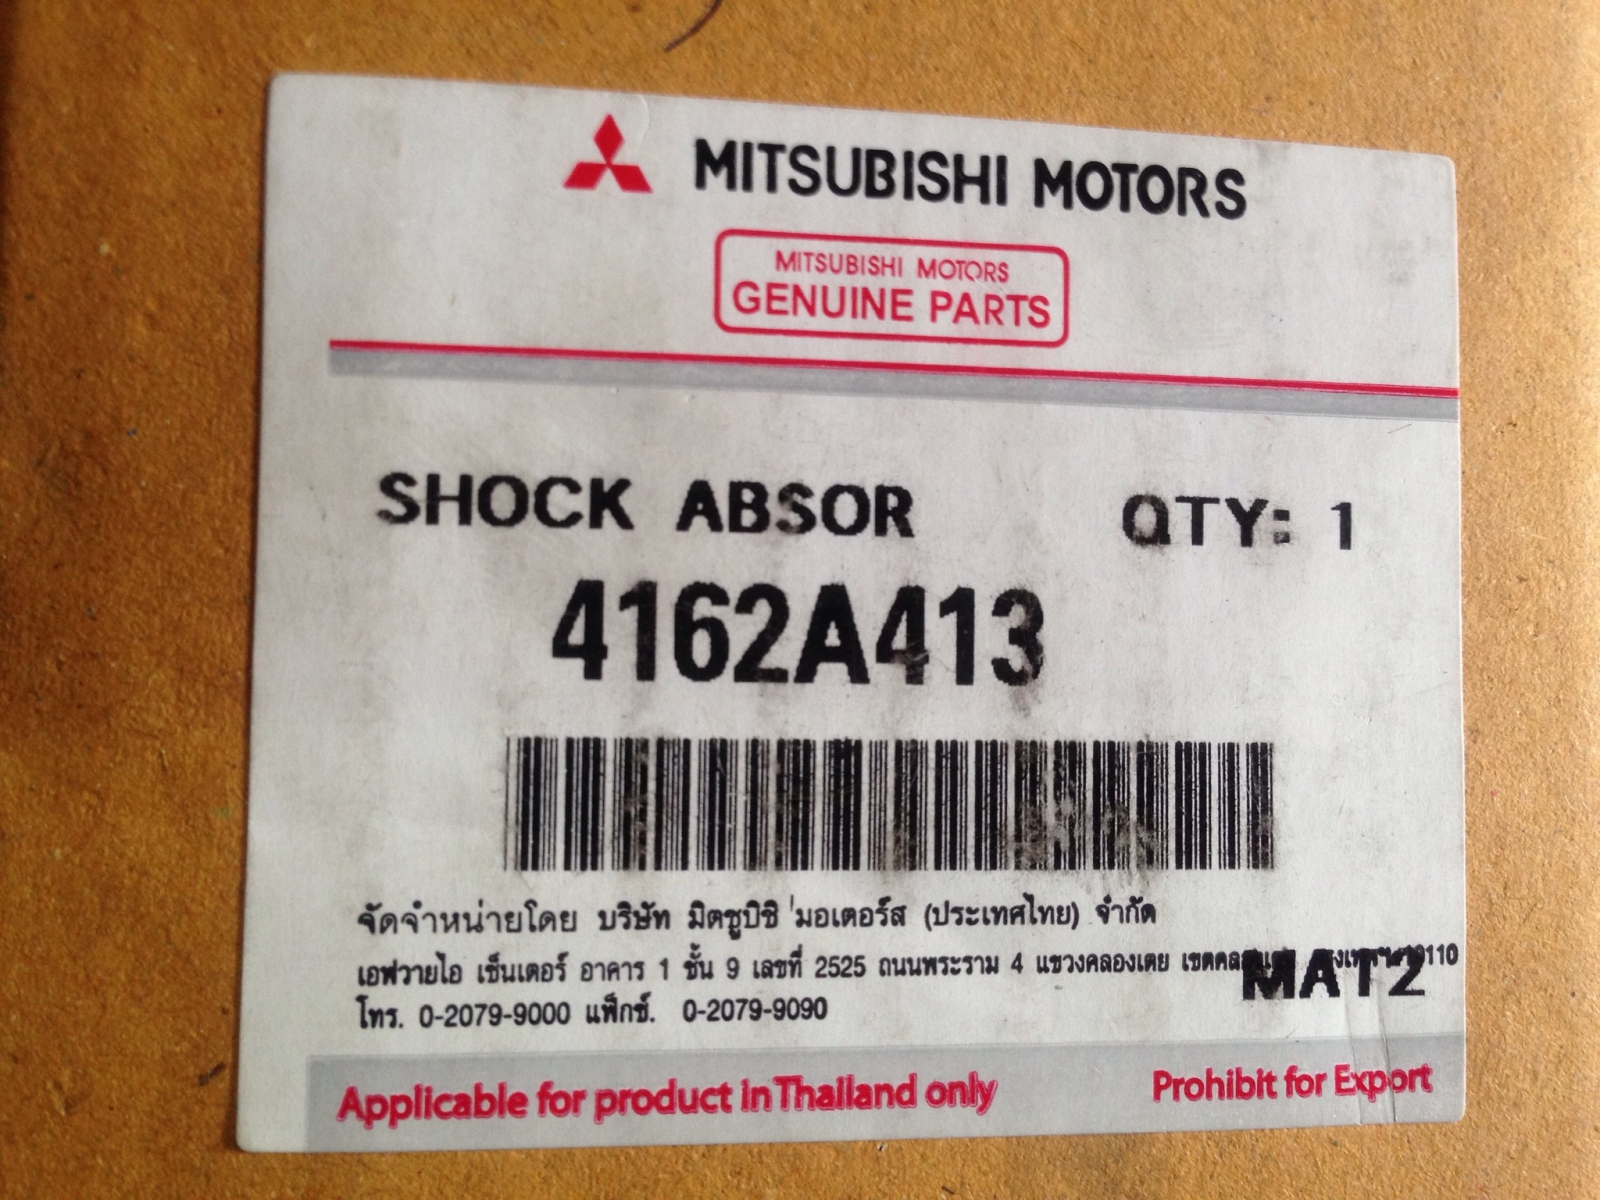 MITSUBISHI MOTORS
MITSUBISHI MOTORS
GENUINE PARTS
SHOCK ABSOR QTY: 1
4162A413
จัดจำหน่ายโดย บริษัท มิตซูบิชิ มอเตอร์ส (ประเทศไทย) จำกัด
เอฟวายไอ เซ็นเตอร์ อาคาร 1 ชั้น 9 เลขที่ 2525 ถนนพระราม 4 แขวงคลองเตย
MAT2
โทร. 0-2079-9000 แฟ็กซ์. 0-2079-9090
Applicable for product in Thailand only Prohibit for Export